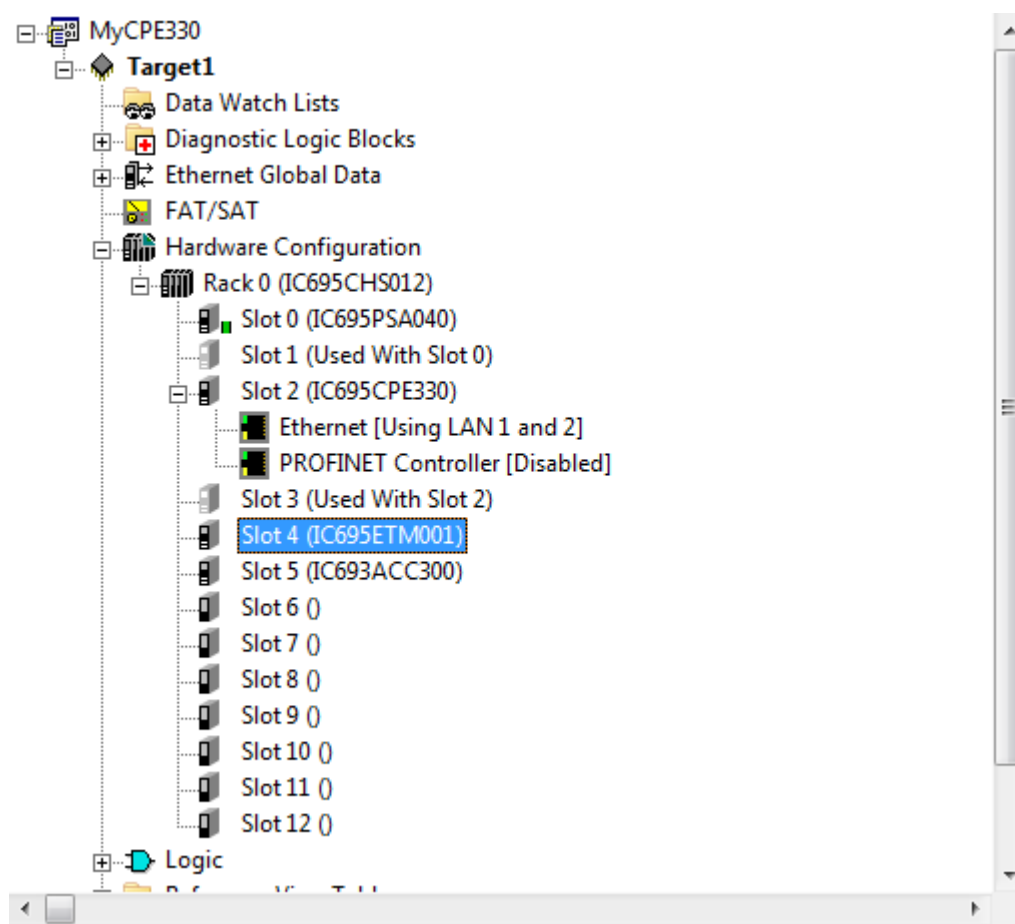 MyCPE330
Target1
Data Watch Lists
Diagnostic Logic Blocks
Ethernet Global Data
FAT/SAT
Hardware Configuration
Rack 0 (IC695CHS012)
Slot 0 (IC695PSA040)
Slot 1 (Used With Slot 0)
Slot 2 (IC695CPE330)
Ethernet [Using LAN 1 and 2]
PROFINET Controller [Disabled]
Slot 3 (Used With Slot 2)
Slot 4 (IC695ETM001)
Slot 5 (IC693ACC300)
Slot 6 ()
Slot 7 ()
Slot 8 ()
Slot 9 ()
Slot 10 ()
Slot 11 ()
Slot 12 ()
Logic